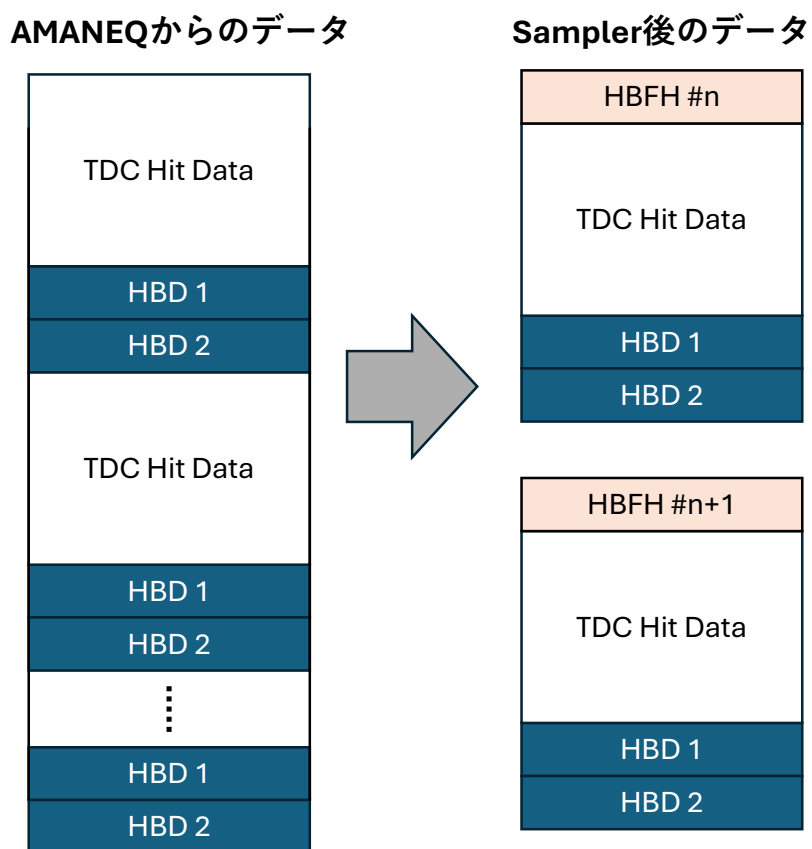 AMANEQからのデータ
TDC Hit Data
HBD 1
HBD 2
TDC Hit Data
HBD 1
HBD 2
HBD 1
HBD 2
Sampler後のデータ
HBFH #n
TDC Hit Data
HBD 1
HBD 2
HBFH #n+1
TDC Hit Data
HBD 1
HBD 2